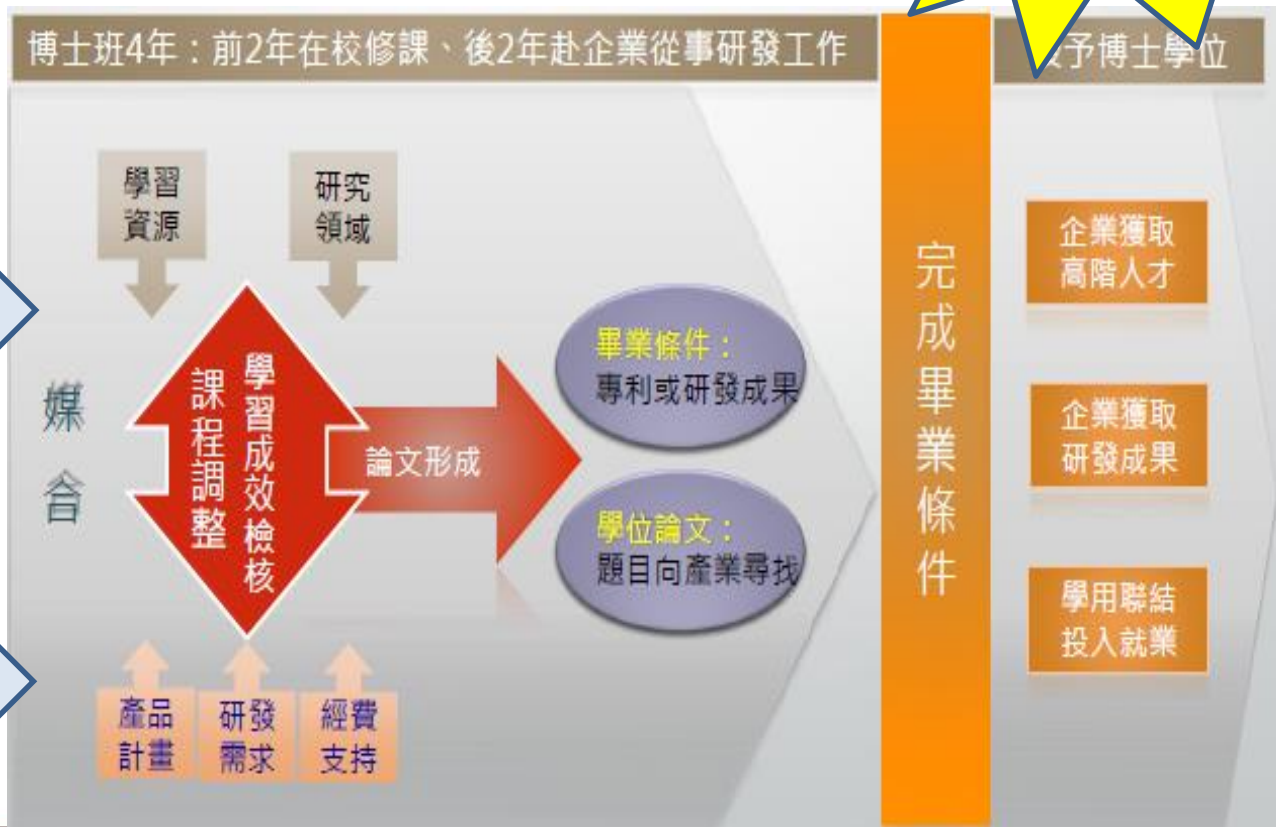 博士班4年：前2年在校修課、後2年赴企業從事研發工作
予博士學位
學習
資源
研究
領域
媒
合
學習成效檢核
課程調整
論文形成
畢業條件：
專利或研發成果
學位論文：
題目向產業尋找
產品
計畫
研發
需求
經費
支持
完成畢業條件
企業獲取
高階人才
企業獲取
研發成果
學用聯結
投入就業